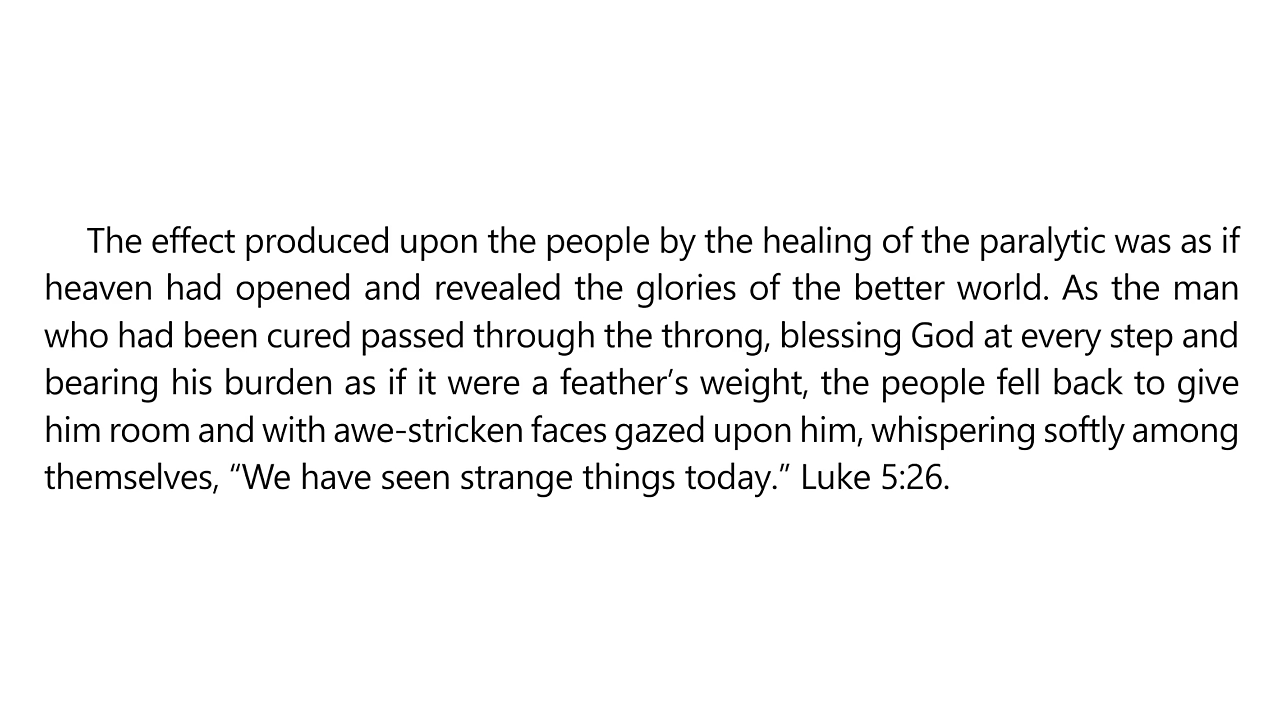 The effect produced upon the people by the healing of the paralytic was as if
heaven had opened and revealed the glories of the better world. As the man
who had been cured passed through the throng, blessing God at every step and
bearing his burden as if it were a feather’s weight, the people fell back to give
him room and with awe-stricken faces gazed upon him, whispering softly among
themselves, “We have seen strange things today.” Luke 5:26.